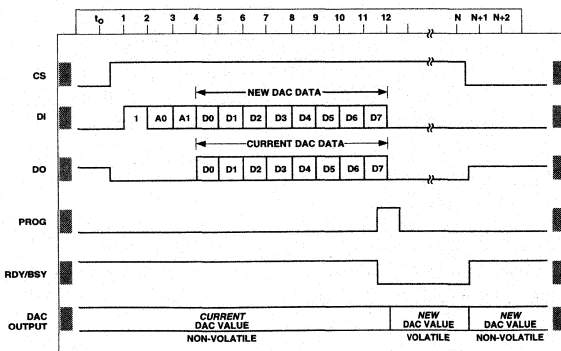 to 1 2 3 4 5 6 7 8 9 10 11 12 N N+1 N+2
CS
NEW DAC DATA
DI 1 A0 A1 D0 D1 D2 D3 D4 D5 D6 D7
CURRENT DAC DATA
DO D0 D1 D2 D3 D4 D5 D6 D7
PROG
RDY/BSY
DAC OUTPUT
CURRENT DAC VALUE
NON-VOLATILE
NEW DAC VALUE
VOLATILE
NEW DAC VALUE
NON-VOLATILE